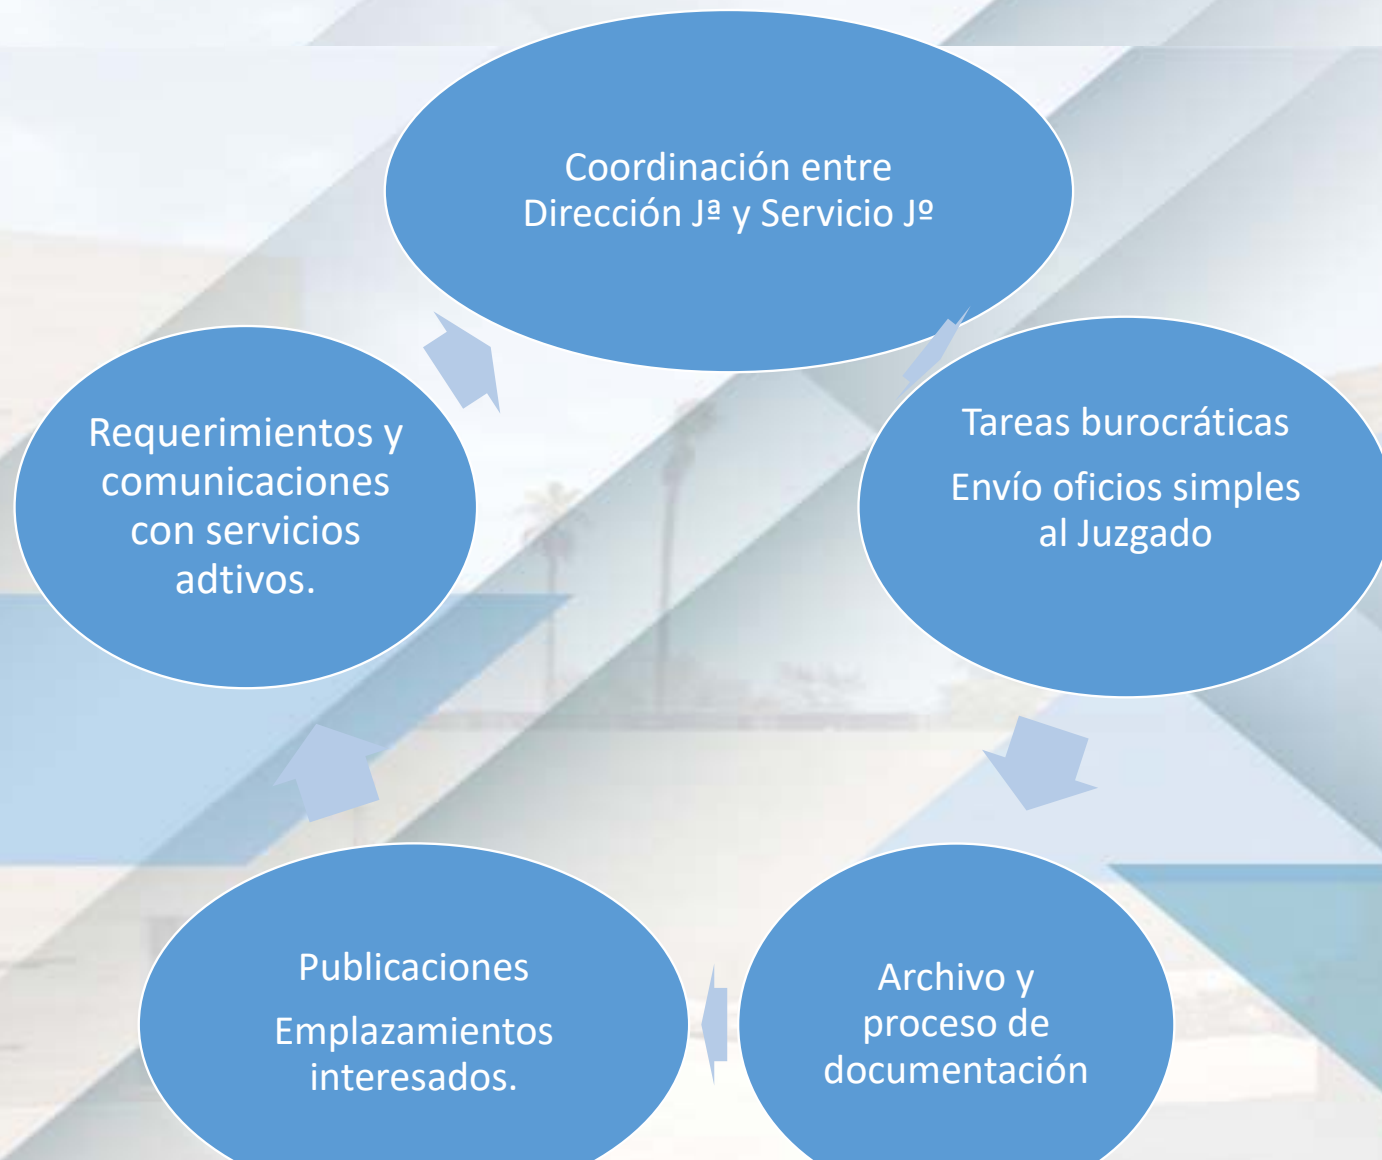 Coordinación entre
Dirección Jª y Servicio Jº
Tareas burocráticas
Envío oficios simples
al Juzgado
Archivo y
proceso de
documentación
Publicaciones
Emplazamientos
interesados.
Requerimientos y
comunicaciones
con servicios
adtivos.